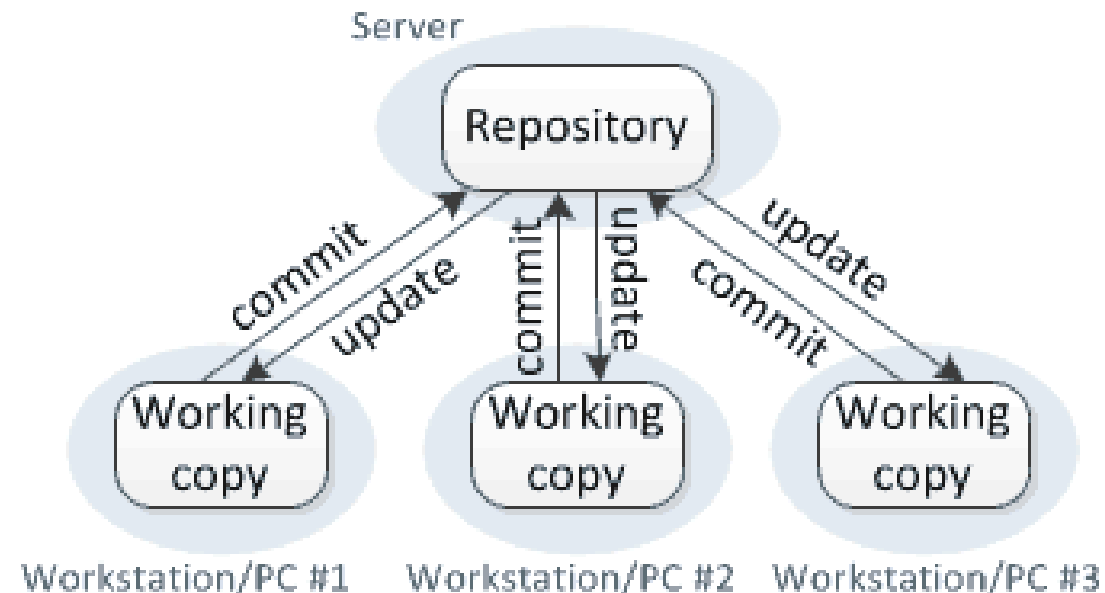 Server
Repository
commit
update
commit
update
commit
update
Working
copy
Working
copy
Working
copy
Workstation/PC #1
Workstation/PC #2
Workstation/PC #3